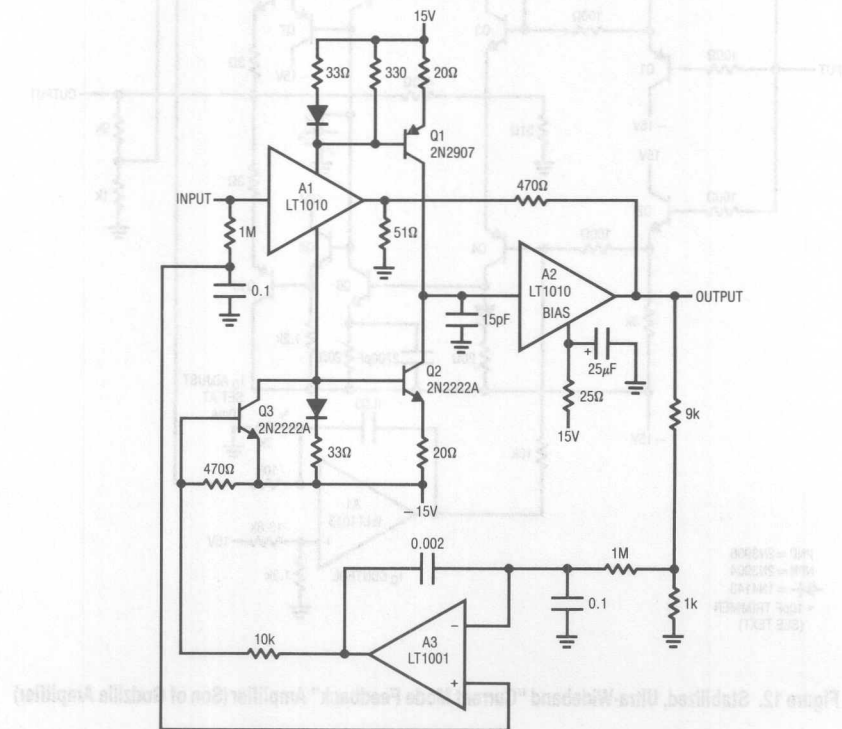 15V
33Ω
330
20Ω
Q1
2N2907
INPUT
A1
LT1010
470Ω
1M
51Ω
0.1
A2
LT1010
BIAS
OUTPUT
15pF
+
25µF
Q2
2N2222A
Q3
2N2222A
25Ω
9k
15V
33Ω
20Ω
470Ω
−15V
0.002
1M
0.1
1k
10k
A3
LT1001
−
+
Figure 12. Stabilized, Ultra-Wideband "Current Mode Feedback" Amplifier (Son of Godzilla Amplifier)